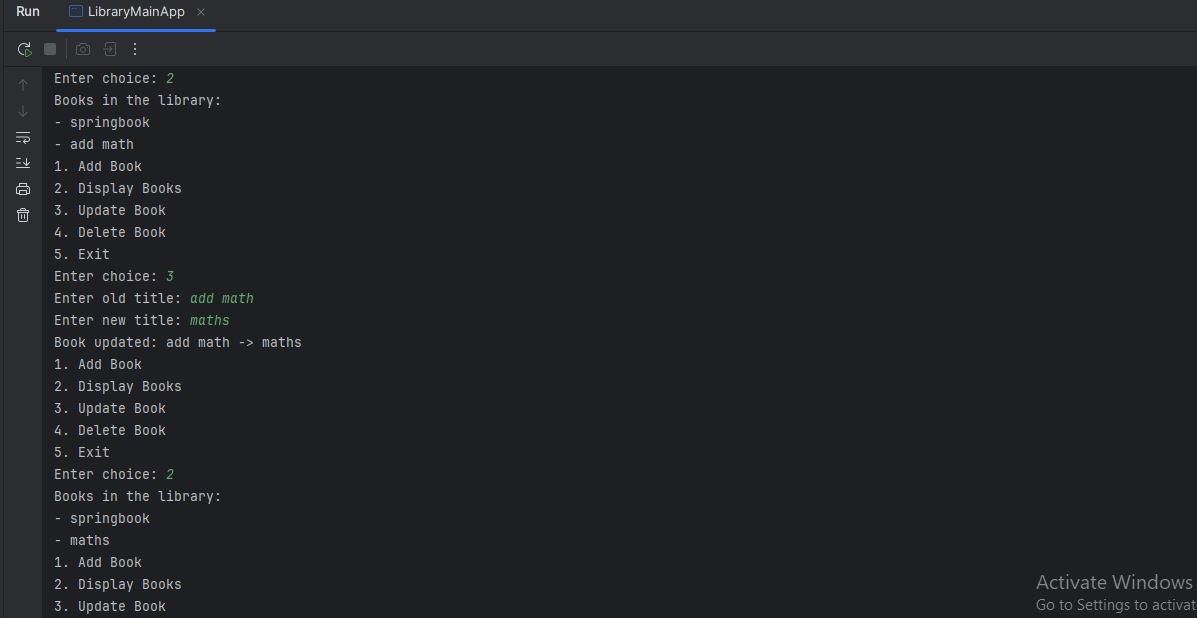 Run LibraryMainApp
Enter choice: 2
Books in the library:
- springbook
- add math
1. Add Book
2. Display Books
3. Update Book
4. Delete Book
5. Exit
Enter choice: 3
Enter old title: add math
Enter new title: maths
Book updated: add math -> maths
1. Add Book
2. Display Books
3. Update Book
4. Delete Book
5. Exit
Enter choice: 2
Books in the library:
- springbook
- maths
1. Add Book
2. Display Books
3. Update Book
Activate Windows
Go to Settings to activat